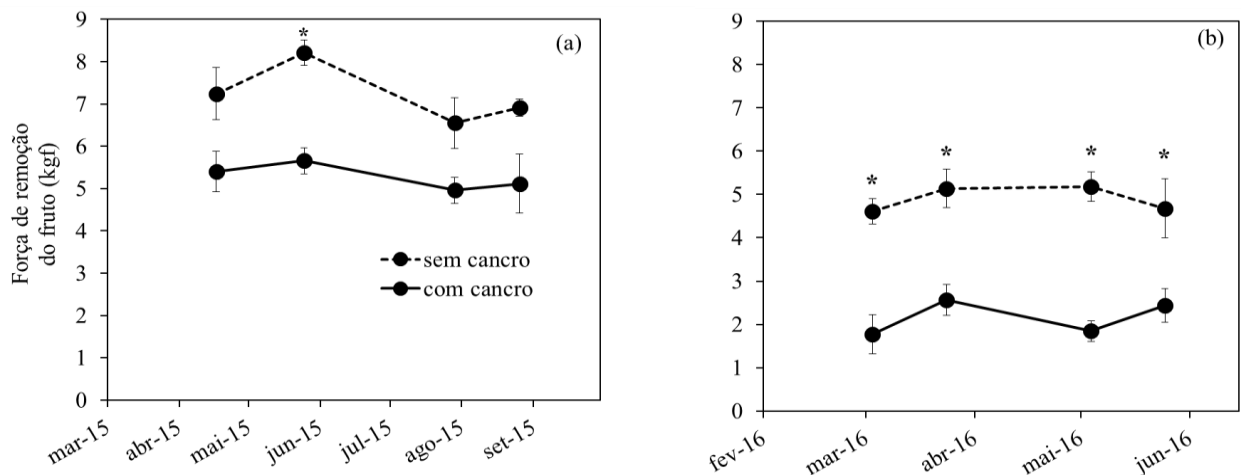 Força de remoção
do fruto (kgf)
9
8
7
6
5
4
3
2
1
0
*
(a)
sem cancro
com cancro
mar-15
abr-15
mai-15
jun-15
jul-15
ago-15
set-15
9
8
7
6
5
4
3
2
1
0
(b)
*
*
*
*
fev-16
mar-16
abr-16
mai-16
jun-16